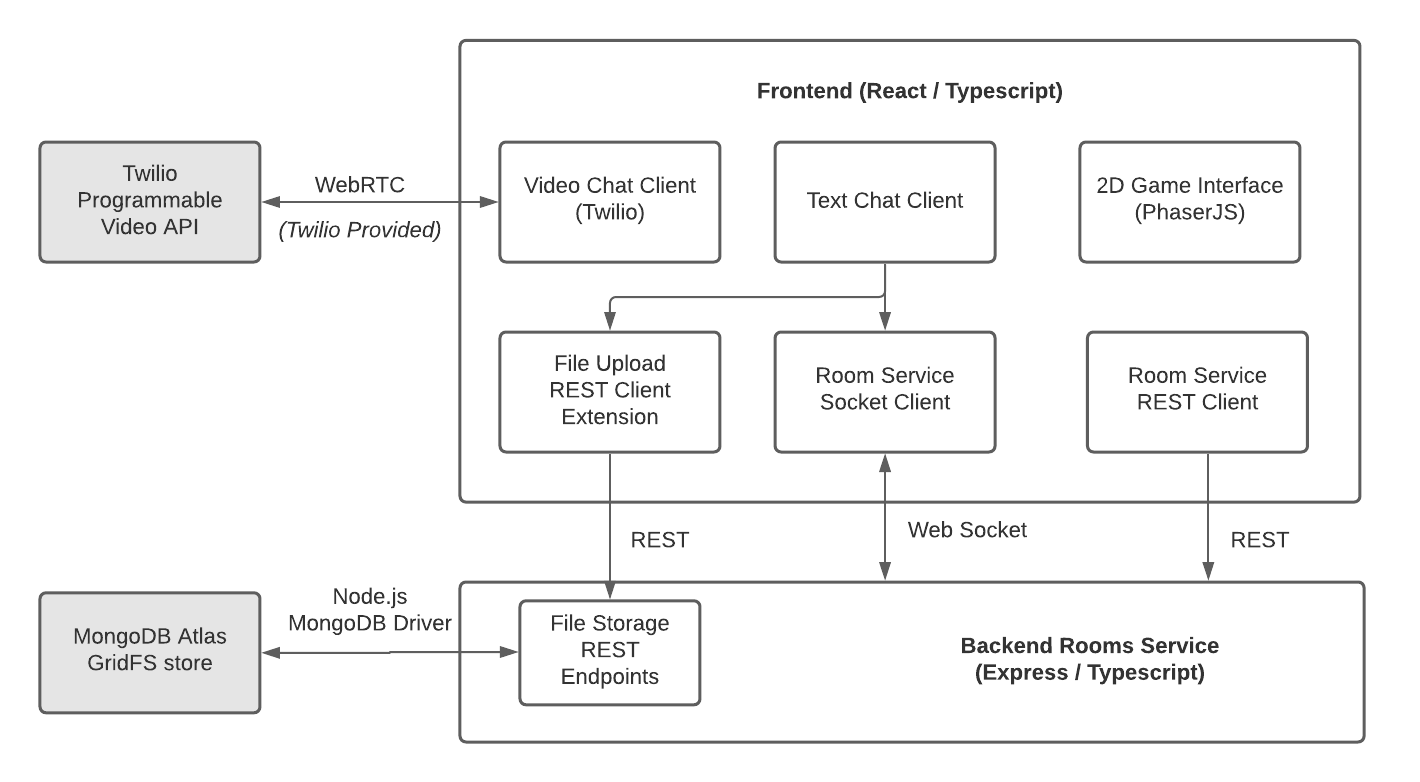 Frontend (React / Typescript)
Twilio
Programmable
Video API
WebRTC
(Twilio Provided)
Video Chat Client
(Twilio)
Text Chat Client
2D Game Interface
(PhaserJS)
File Upload
REST Client
Extension
Room Service
Socket Client
Room Service
REST Client
REST
Web Socket
REST
MongoDB Atlas
GridFS store
Node.js
MongoDB Driver
File Storage
REST
Endpoints
Backend Rooms Service
(Express / Typescript)